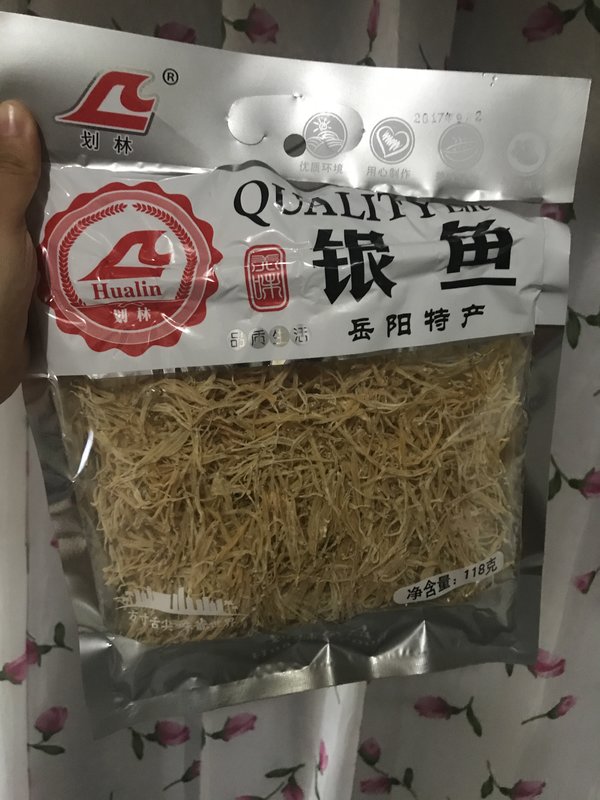 ®
划林
优质环境
用心制作
QUALITY
Hualin
划林
银鱼
品质生活
岳阳特产
净含量：118克